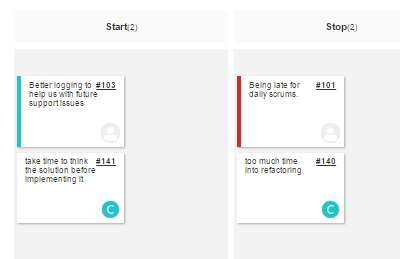 Start(2)
Stop(2)
Better logging to #103
help us with future
support issues
Being late for #101
daily scrums.
take time to think #141
the solution before
implementing it
C
too much time #140
into refactoring
C